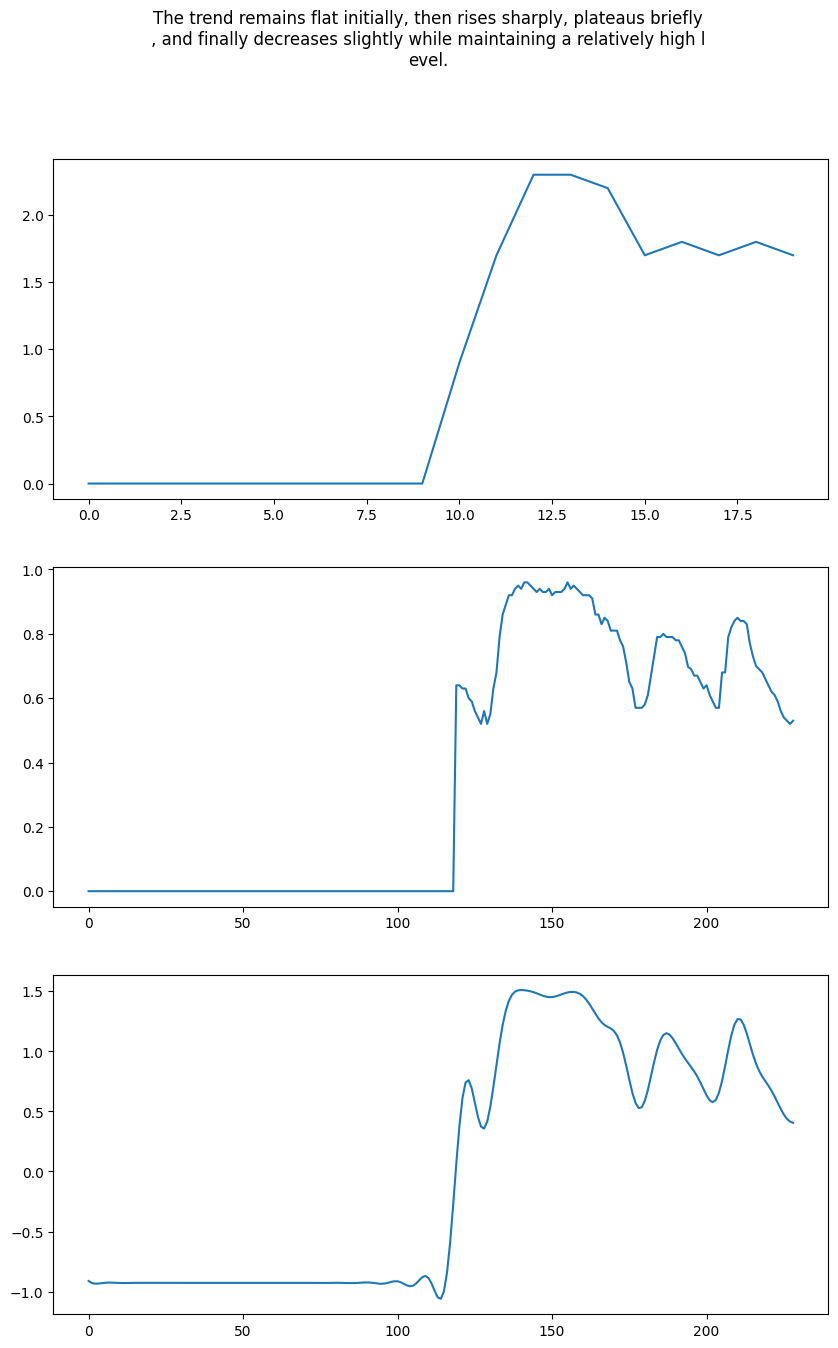 The trend remains flat initially, then rises sharply, plateaus briefly
, and finally decreases slightly while maintaining a relatively high l
evel.
2.0
1.5
1.0
0.5
0.0
0.0 2.5 5.0 7.5 10.0 12.5 15.0 17.5
1.0
0.8
0.6
0.4
0.2
0.0
0 50 100 150 200
1.5
1.0
0.5
0.0
−0.5
−1.0
0 50 100 150 200